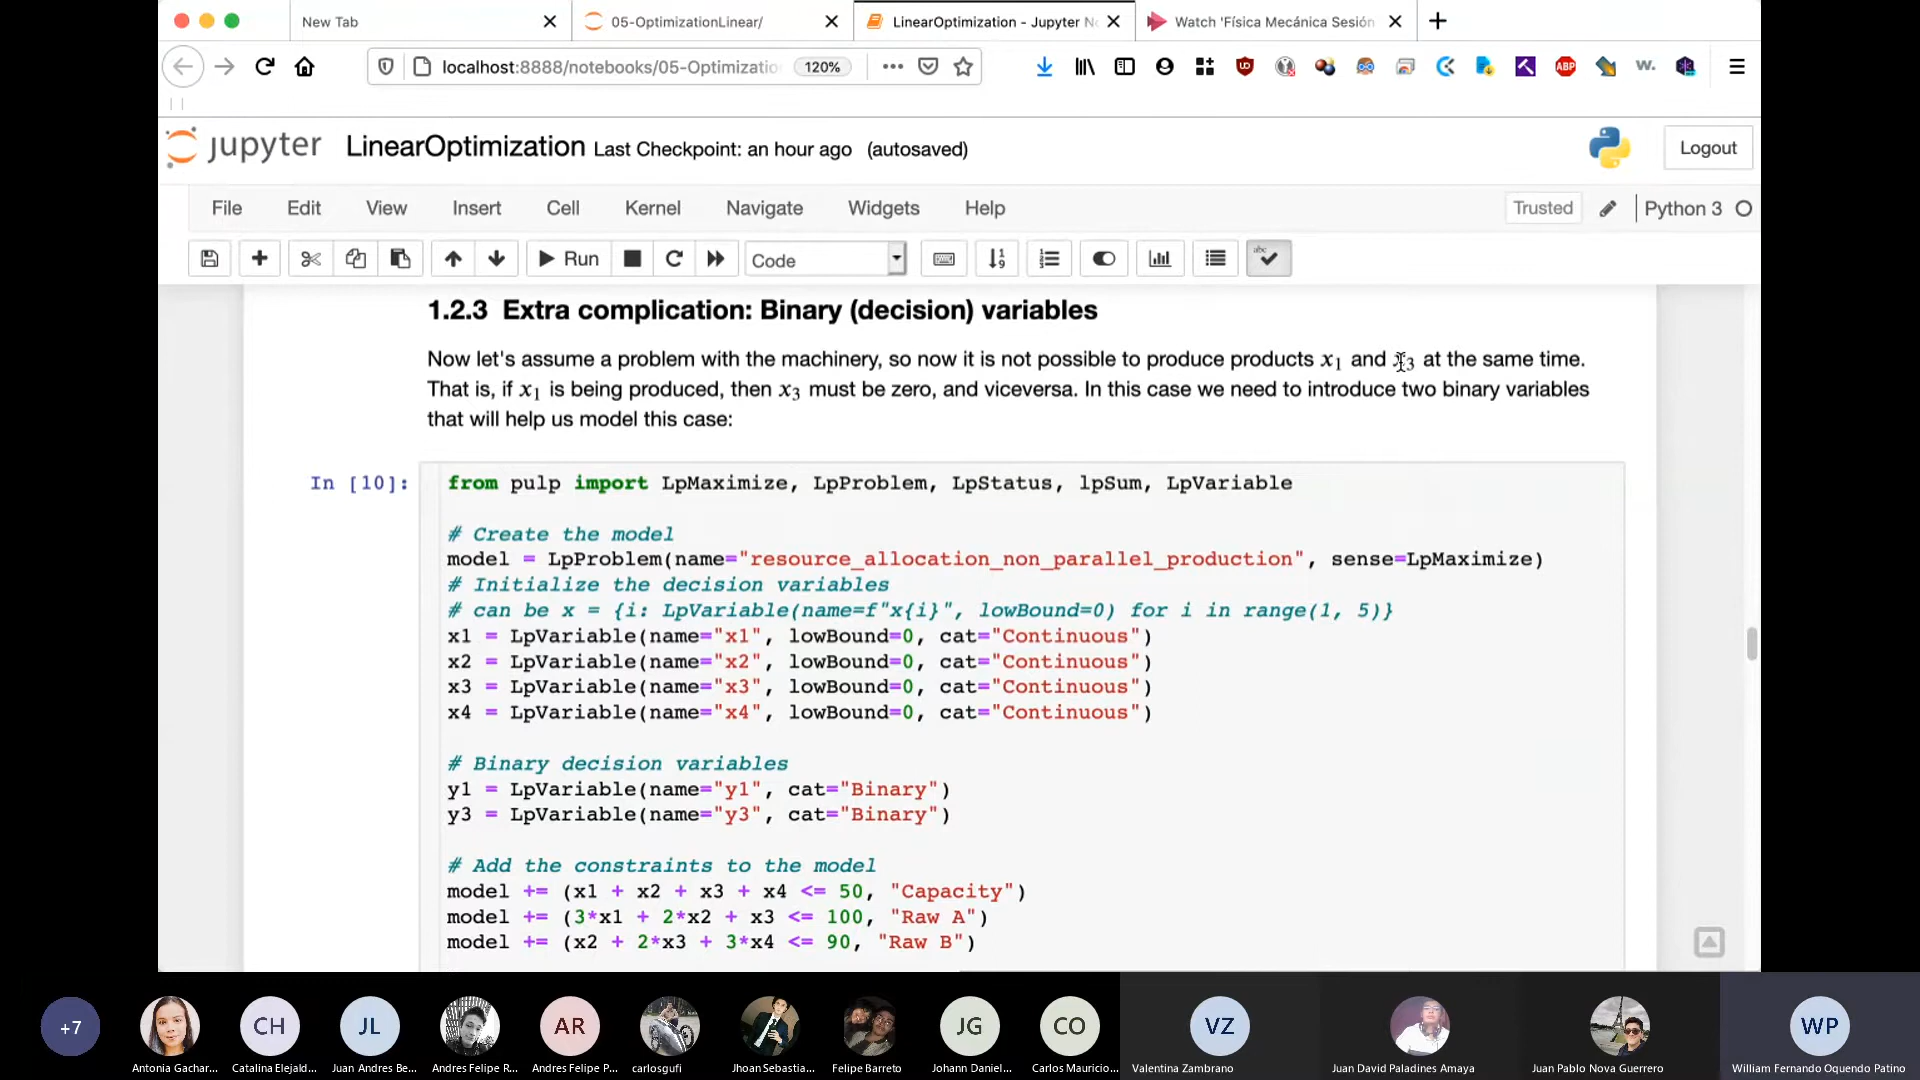 New Tab
05-OptimizationLinear/
LinearOptimization - Jupyter N
Watch 'Física Mecánica Sesión
localhost:8888/notebooks/05-Optimizatio
120%
jupyter LinearOptimization Last Checkpoint: an hour ago (autosaved)
Logout
File Edit View Insert Cell Kernel Navigate Widgets Help
Trusted
Python 3
Run
Code
1.2.3 Extra complication: Binary (decision) variables
Now let's assume a problem with the machinery, so now it is not possible to produce products x1 and x3 at the same time.
That is, if x1 is being produced, then x3 must be zero, and viceversa. In this case we need to introduce two binary variables
that will help us model this case:
In [10]:
from pulp import LpMaximize, LpProblem, LpStatus, lpSum, LpVariable
# Create the model
model = LpProblem(name="resource_allocation_non_parallel_production", sense=LpMaximize)
# Initialize the decision variables
# can be x = {i: LpVariable(name=f"x{i}", lowBound=0) for i in range(1, 5)}
x1 = LpVariable(name="x1", lowBound=0, cat="Continuous")
x2 = LpVariable(name="x2", lowBound=0, cat="Continuous")
x3 = LpVariable(name="x3", lowBound=0, cat="Continuous")
x4 = LpVariable(name="x4", lowBound=0, cat="Continuous")
# Binary decision variables
y1 = LpVariable(name="y1", cat="Binary")
y3 = LpVariable(name="y3", cat="Binary")
# Add the constraints to the model
model += (x1 + x2 + x3 + x4 <= 50, "Capacity")
model += (3*x1 + 2*x2 + x3 <= 100, "Raw A")
model += (x2 + 2*x3 + 3*x4 <= 90, "Raw B")
+7
CH
JL
AR
JG
CO
VZ
WP
Antonia Gachar...
Catalina Elejald...
Juan Andres Be...
Andres Felipe R...
Andres Felipe P...
carlosgufi
Jhoan Sebastia...
Felipe Barreto
Johann Daniel...
Carlos Mauricio...
Valentina Zambrano
Juan David Paladines Amaya
Juan Pablo Nova Guerrero
William Fernando Oquendo Patino